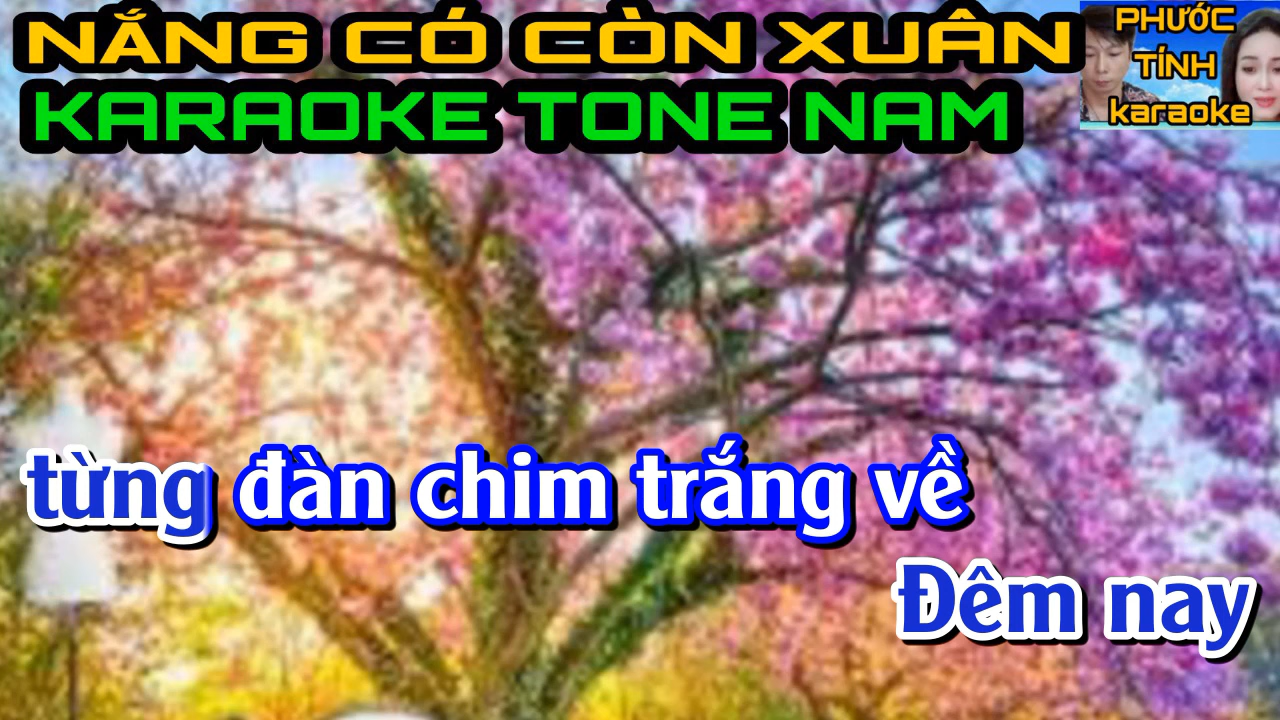 NẮNG CÓ CÒN XUÂN
KARAOKE TONE NAM
PHƯỚC
TÍNH
karaoke
từng đàn chim trắng về
Đêm nay